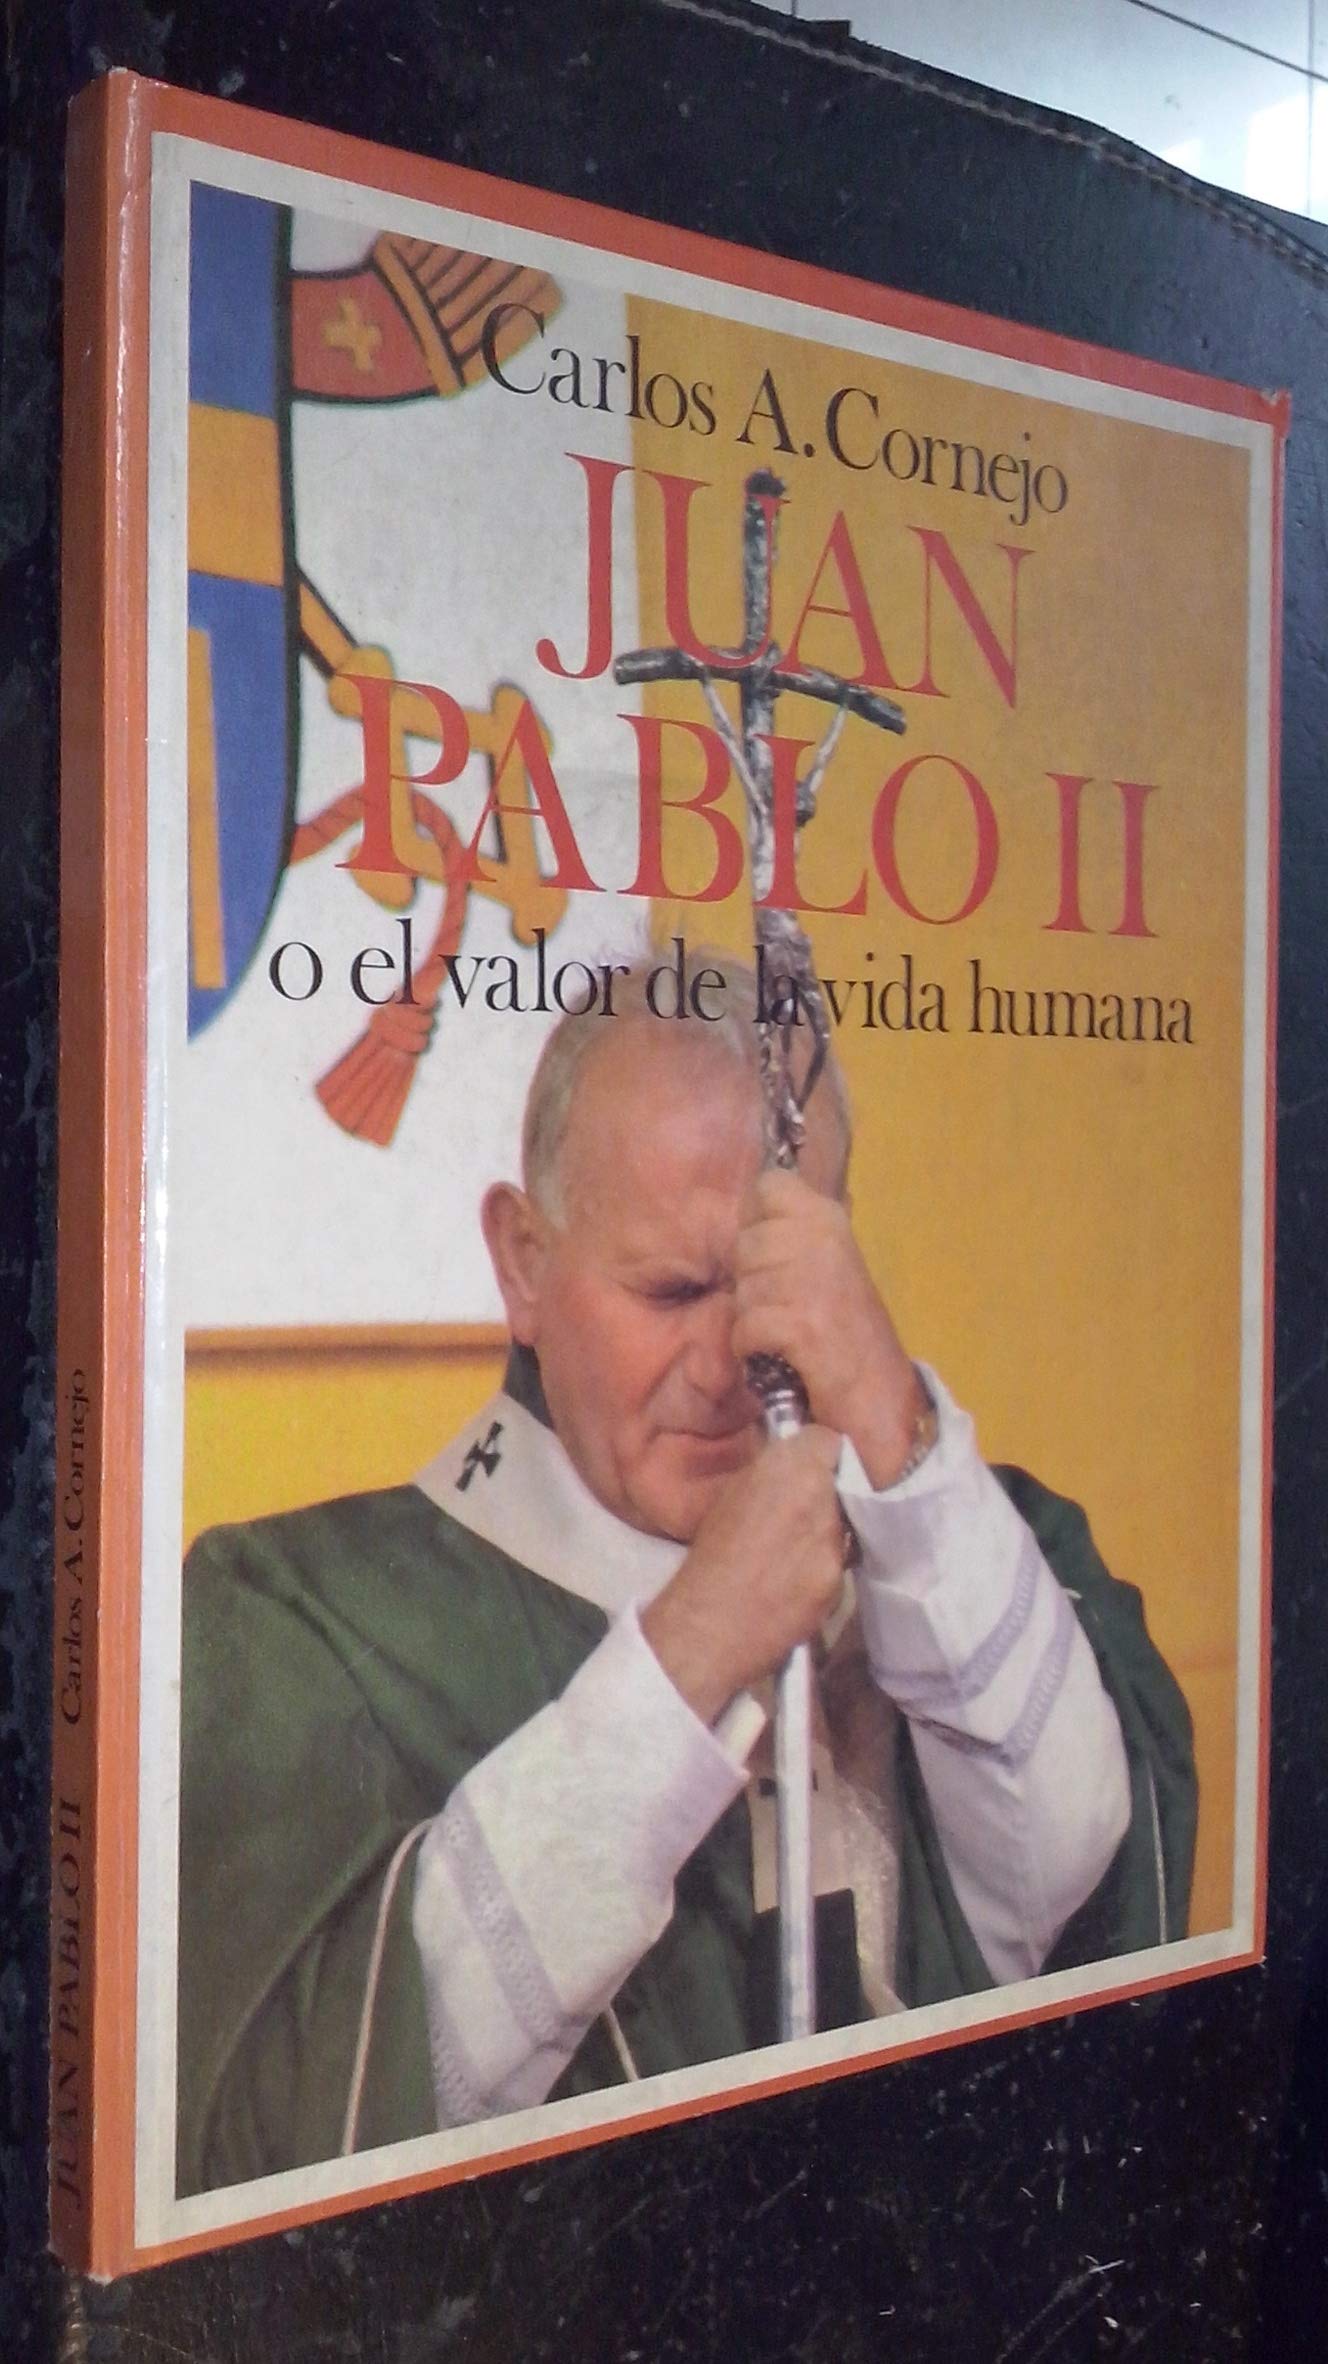 Carlos A. Cornejo
JUAN
PABLO II
o el valor de la vida humana
JUAN PABLO II Carlos A. Cornejo